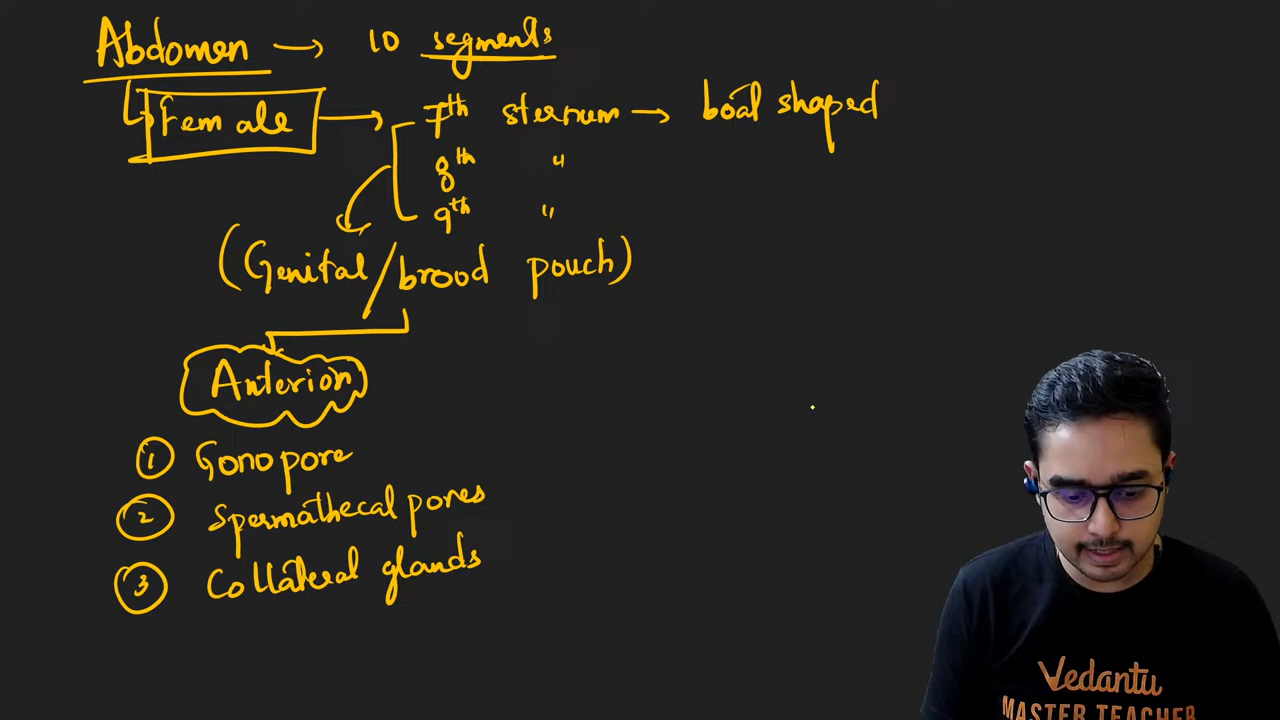 Abdomen → 10 segments
Female → 7th sternum → boat shaped
8th "
9th "
(Genital/brood pouch)
Anterior
① Gonopore
② Spermathecal pores
③ Collateral glands
Vedantu
MASTER TEACHER